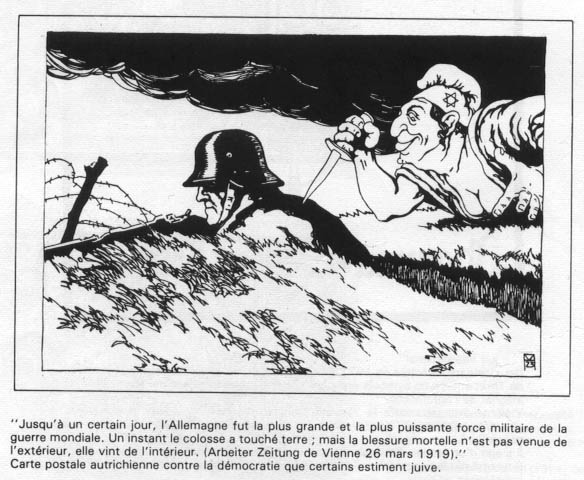 "Jusqu'à un certain jour, l'Allemagne fut la plus grande et la plus puissante force militaire de la
guerre mondiale. Un instant le colosse a touché terre ; mais la blessure mortelle n'est pas venue de
l'extérieur, elle vint de l'intérieur. (Arbeiter Zeitung de Vienne 26 mars 1919)."
Carte postale autrichienne contre la démocratie que certains estiment juive.